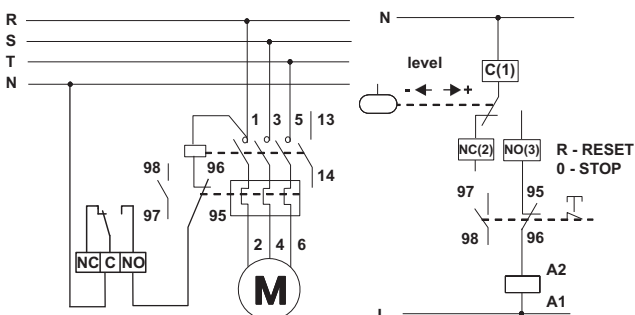 R
S
T
N
1 3 5 13
14
98 96
97 95
NC C NO
2 4 6
M
N
level
- +
C(1)
NC(2) NO(3)
R - RESET
0 - STOP
97 95
98 96
A2
A1
L